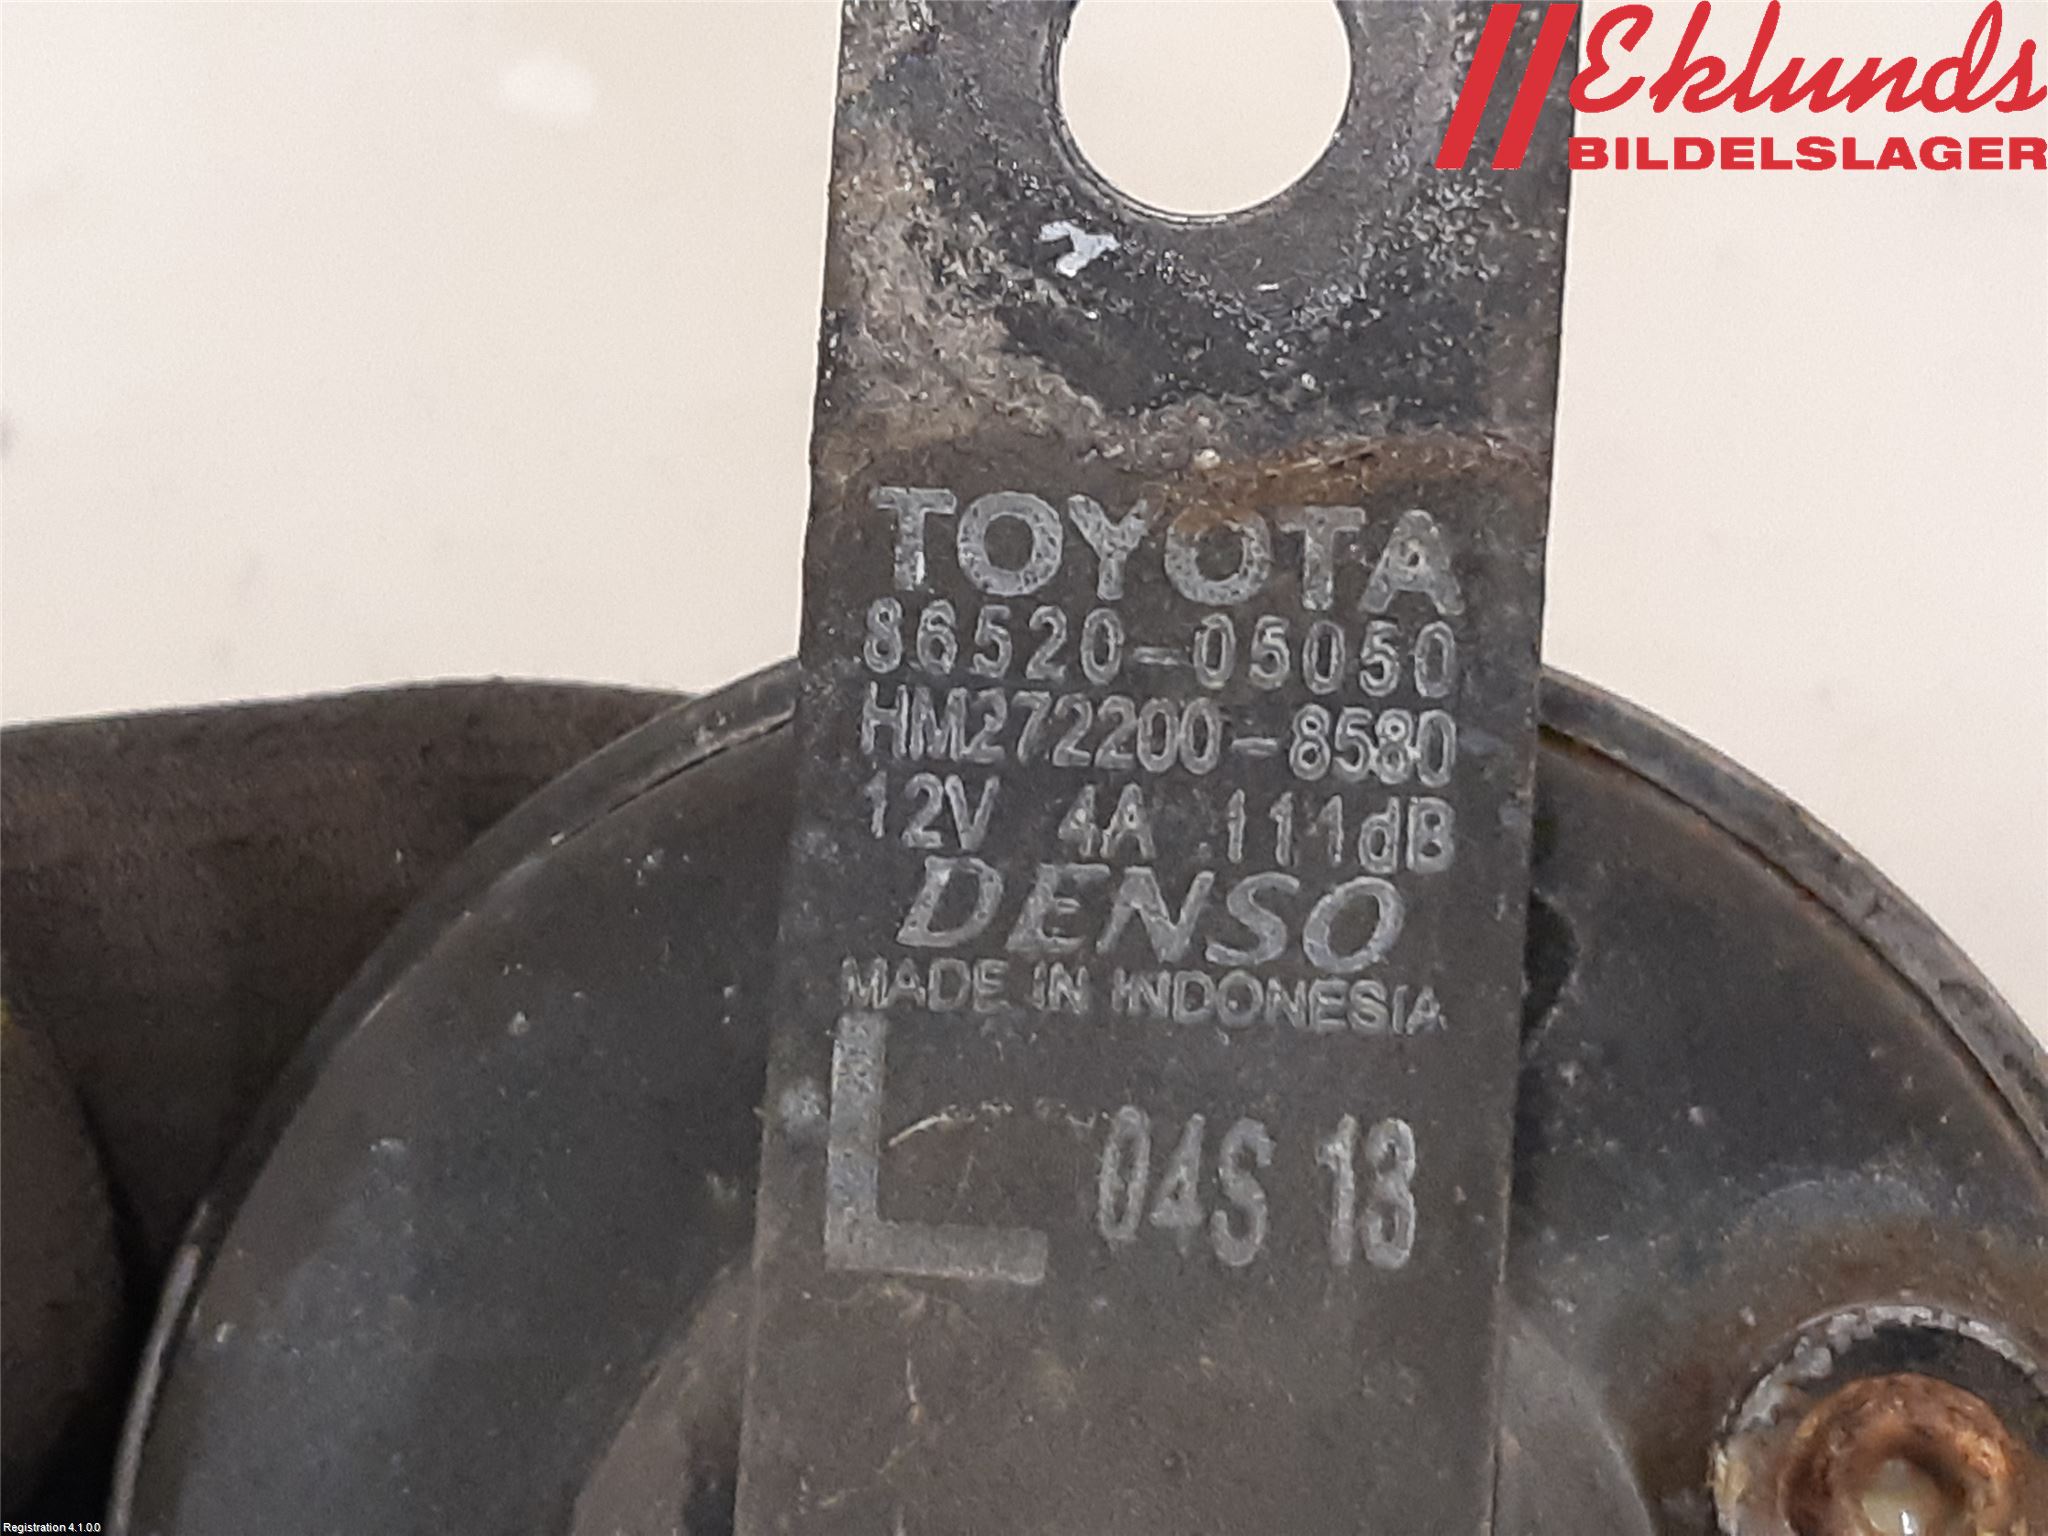 Eklunds
BILDELSLAGER
TOYOTA
86520-05050
HM272200-8580
12V 4A 111dB
DENSO
MADE IN INDONESIA
L 04S 13
Registration 4.1.0.0